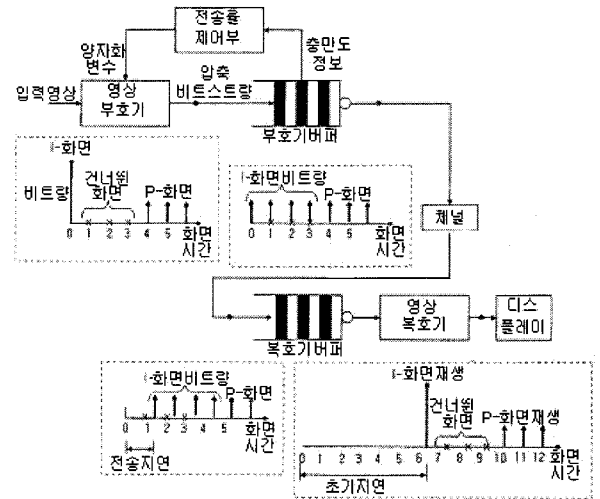 전송률
제어부
양자화
변수
충만도
정보
입력영상
영상
부호기
압축
비트스트량
부호기버퍼
I-화면
비트량
건너뛴
화면
P-화면
0 1 2 3 4 5 6
화면
시간
I-화면비트량
P-화면
0 1 2 3 4 5 6
화면
시간
채널
복호기버퍼
영상
복호기
디스
플레이
I-화면비트량
P-화면
0 1 2 3 4 5 6
화면
시간
전송지연
I-화면재생
건너뛴
화면
P-화면재생
0 1 2 3 4 5 6 7 8 9 10 11 12
화면
시간
초기지연